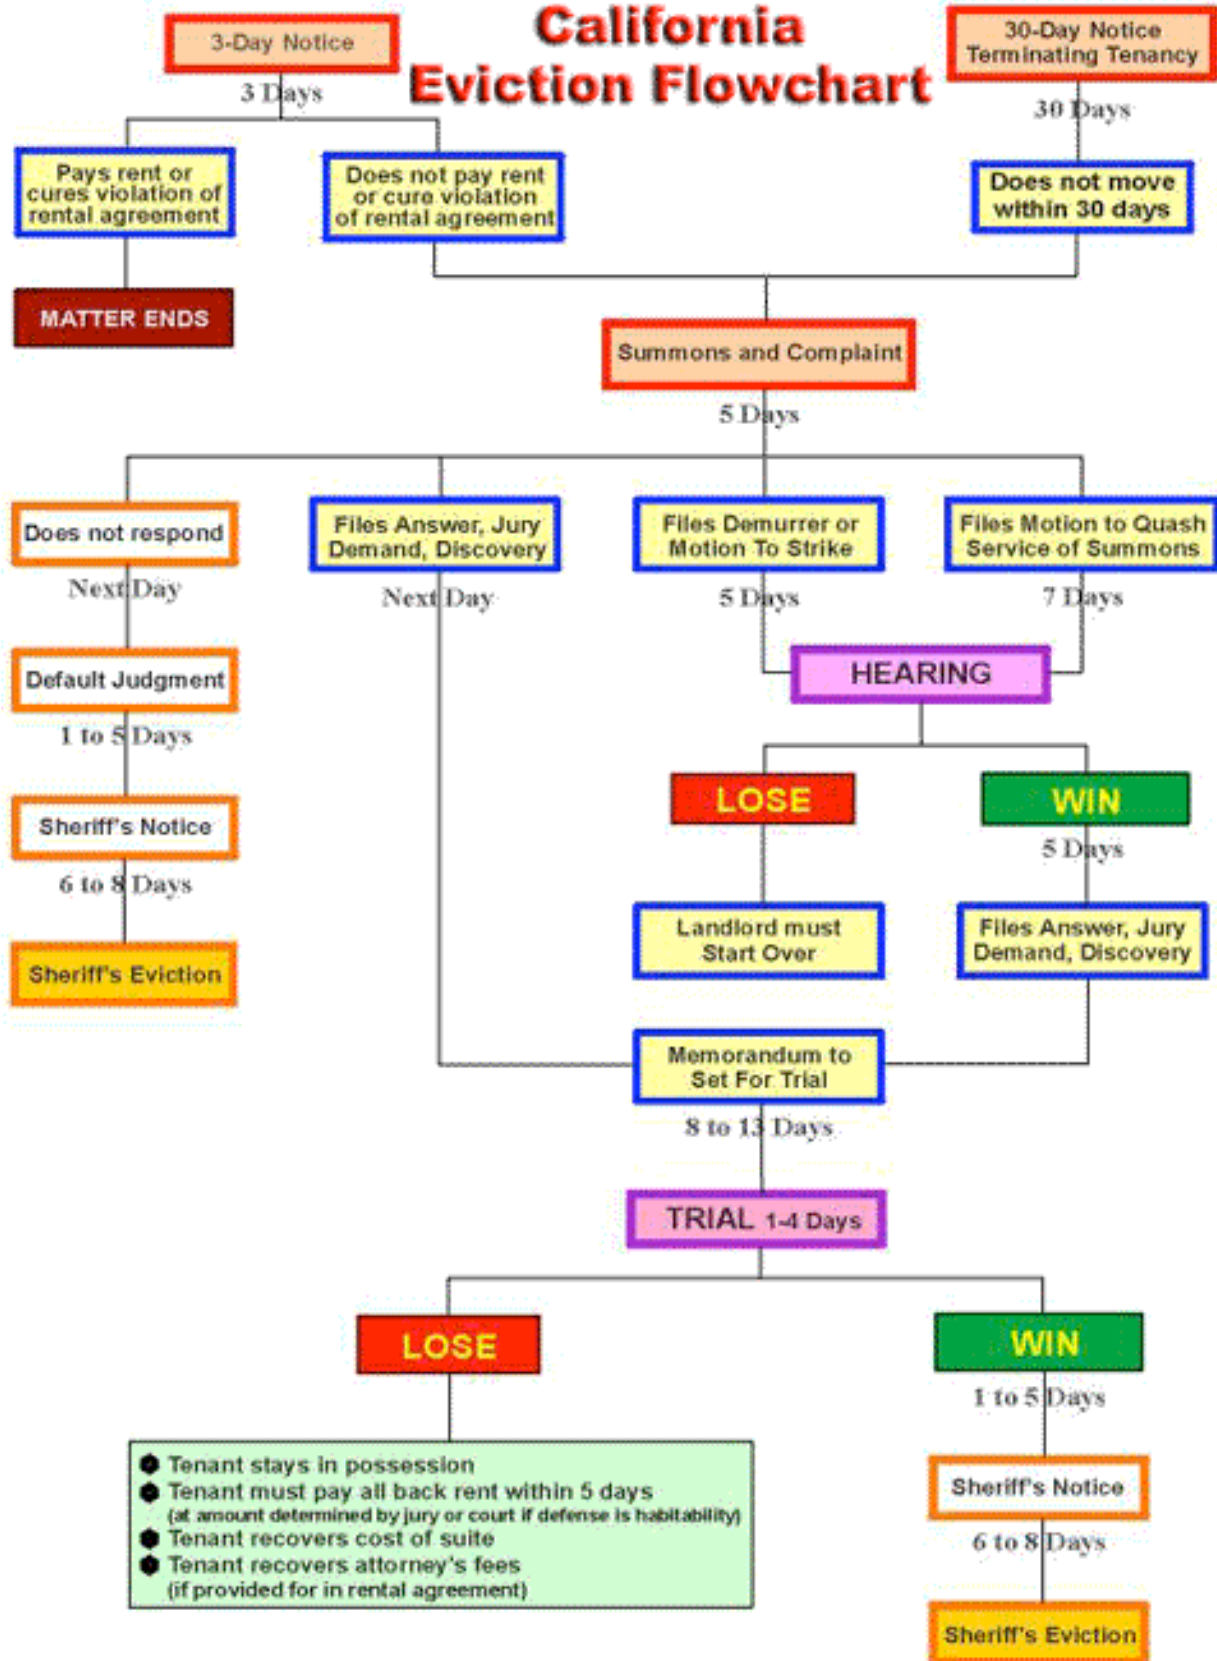 California
Eviction Flowchart
3-Day Notice
30-Day Notice
Terminating Tenancy
3 Days
30 Days
Pays rent or
cures violation of
rental agreement
Does not pay rent
or cure violation
of rental agreement
Does not move
within 30 days
MATTER ENDS
Summons and Complaint
5 Days
Does not respond
Files Answer, Jury
Demand, Discovery
Files Demurrer or
Motion To Strike
Files Motion to Quash
Service of Summons
Next Day
Next Day
5 Days
7 Days
Default Judgment
HEARING
1 to 5 Days
LOSE
WIN
Sheriff's Notice
5 Days
6 to 8 Days
Landlord must
Start Over
Files Answer, Jury
Demand, Discovery
Sheriff's Eviction
Memorandum to
Set For Trial
8 to 13 Days
TRIAL 1-4 Days
LOSE
WIN
1 to 5 Days
Tenant stays in possession
Tenant must pay all back rent within 5 days
(at amount determined by jury or court if defense is habitability)
Tenant recovers cost of suite
Tenant recovers attorney's fees
(if provided for in rental agreement)
Sheriff's Notice
6 to 8 Days
Sheriff's Eviction